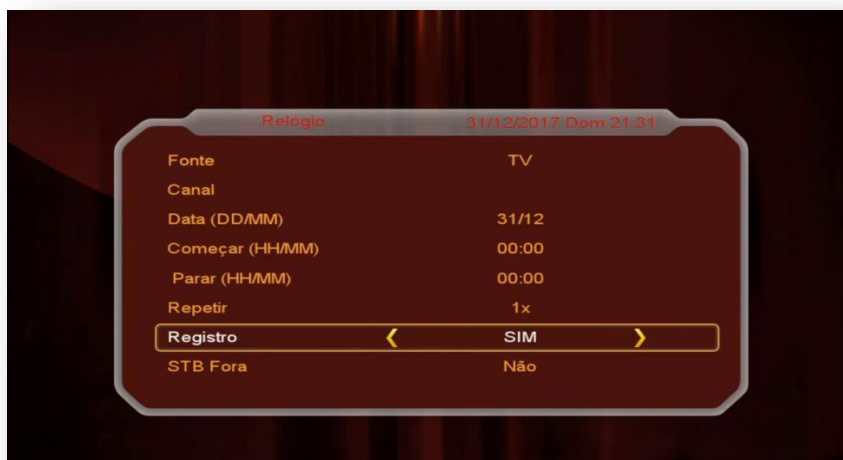 Relógio 31/12/2017 Dom 21:31
Fonte TV
Canal
Data (DD/MM) 31/12
Começar (HH/MM) 00:00
Parar (HH/MM) 00:00
Repetir 1x
Registro SIM
STB Fora Não